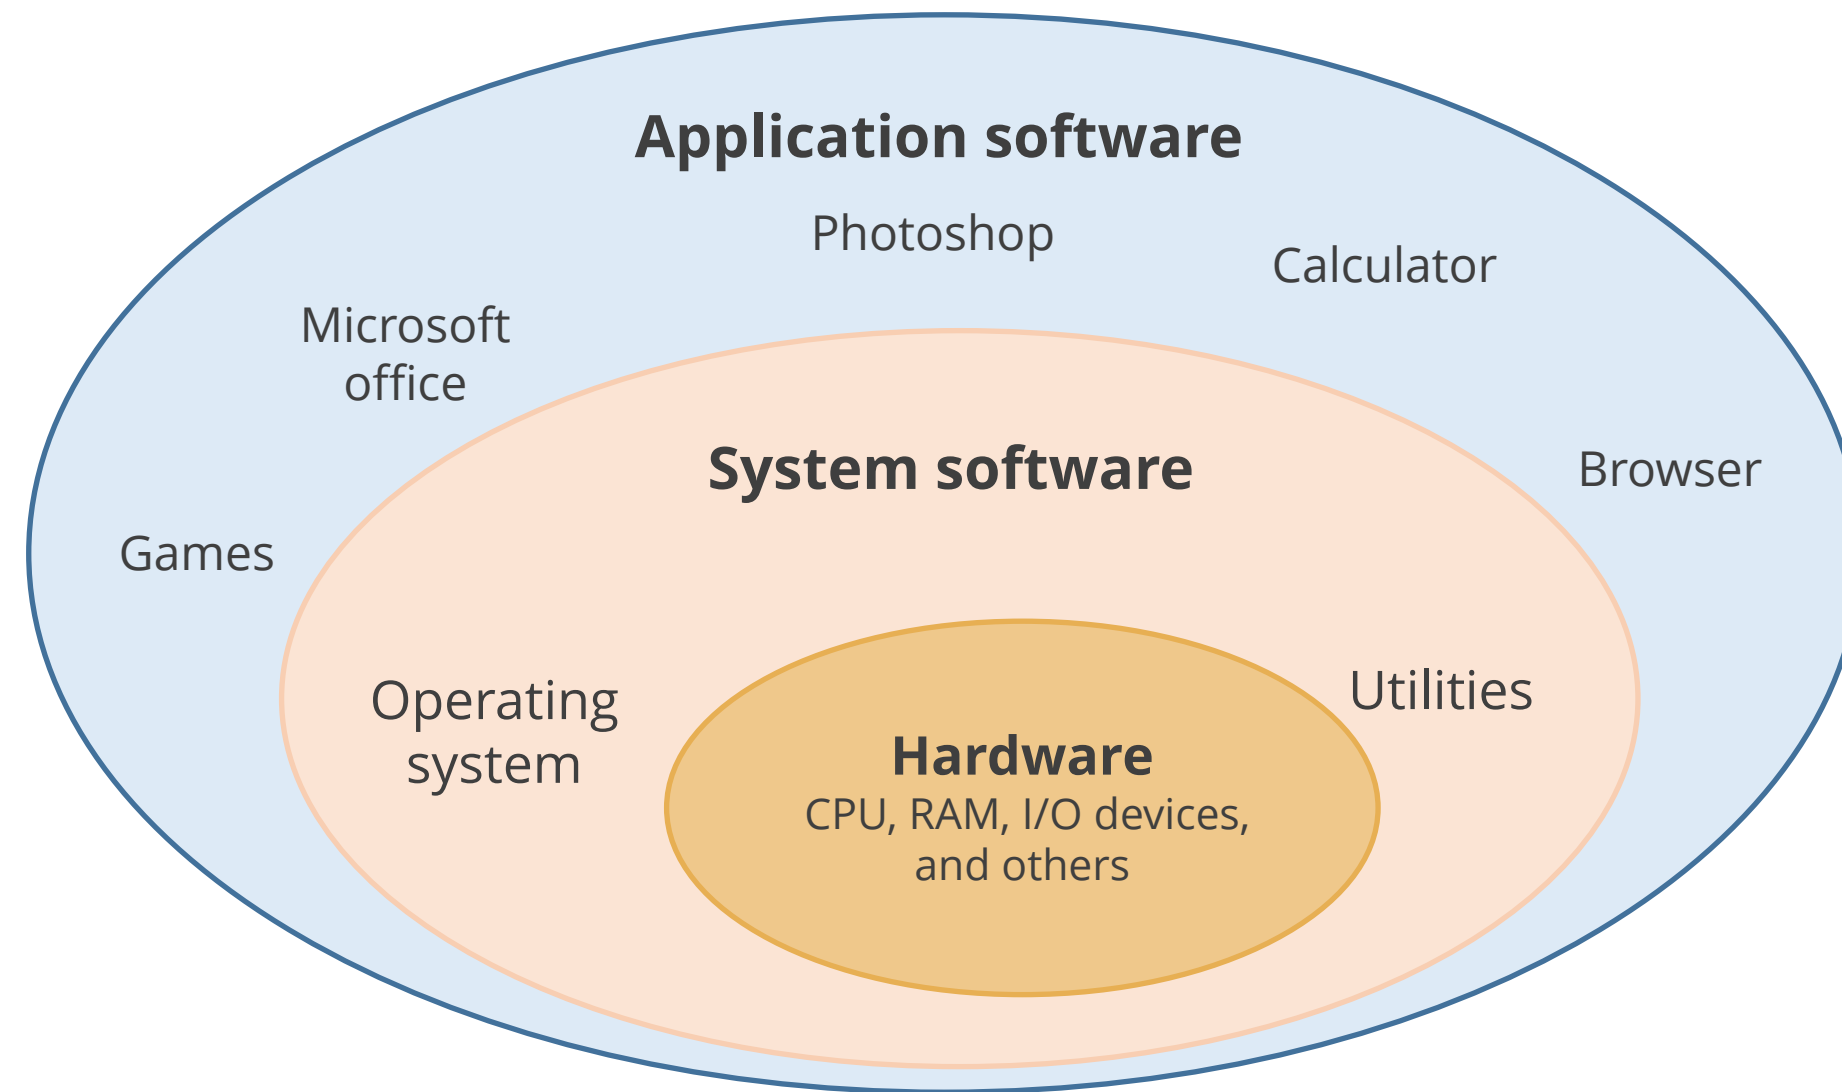 Application software
Photoshop
Calculator
Microsoft
office
System software
Browser
Games
Operating
system
Utilities
Hardware
CPU, RAM, I/O devices,
and others